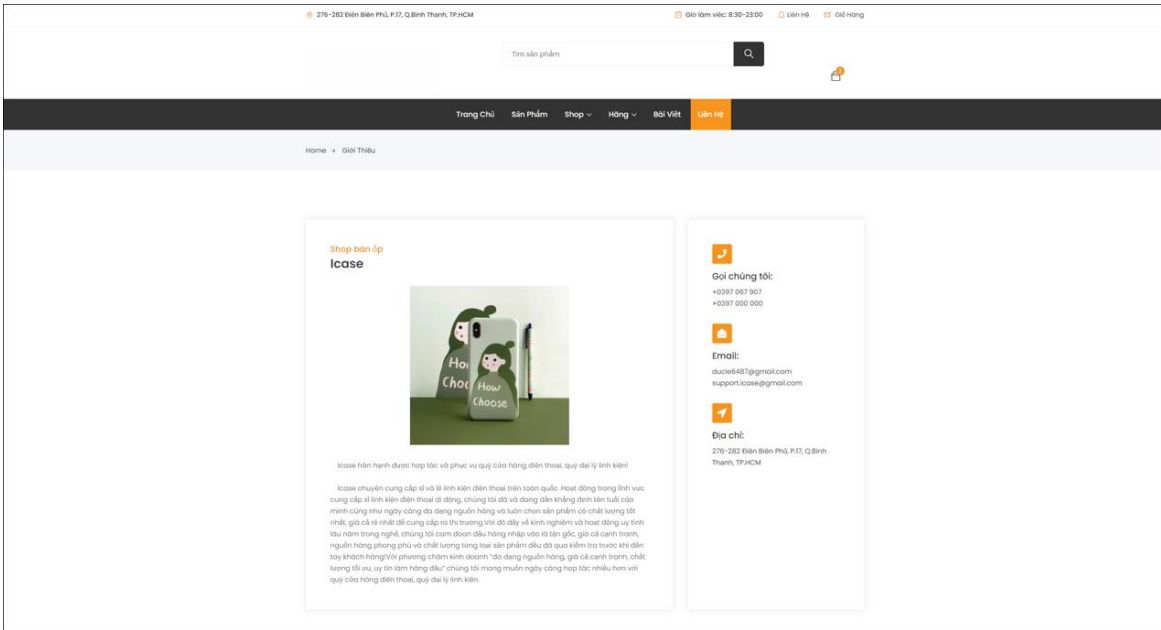 276-282 Điện Biên Phủ, P.17, Q.Bình Thạnh, TP.HCM
Giờ làm việc: 8:30-23:00
Liên Hệ
Giỏ Hàng
Tìm sản phẩm
Trang Chủ
Sản Phẩm
Shop
Hãng
Bài Viết
Liên Hệ
Home → Giới Thiệu
Shop bán ốp
Icase
How
Choose
Icase hân hạnh được hợp tác và phục vụ quý cửa hàng điện thoại, quý đại lý linh kiện!
Icase chuyên cung cấp sỉ và lẻ linh kiện điện thoại trên toàn quốc .Hoạt động trong lĩnh vực
cung cấp sỉ linh kiện điện thoại di động, chúng tôi đã và đang dần khẳng định tên tuổi của
mình cũng như ngày càng đa dạng nguồn hàng và luôn chọn sản phẩm có chất lượng tốt
nhất, giá cả rẻ nhất để cung cấp ra thị trường.Với độ dầy về kinh nghiệm và hoạt động uy tính
lâu năm trong nghề, chúng tôi cam đoan đầu hàng nhập vào là tận gốc, giá cả cạnh tranh,
nguồn hàng phong phú và chất lượng từng loại sản phẩm đều đã qua kiểm tra trước khi đến
tay khách hàng!Với phương châm kinh doanh "đa dạng nguồn hàng, giá cả cạnh tranh, chất
lượng tối ưu, uy tín làm hàng đầu" chúng tôi mong muốn ngày càng hợp tác nhiều hơn với
quý cửa hàng điện thoại, quý đại lý linh kiện.
Gọi chúng tôi:
+0397 067 907
+0397 000 000
Email:
ducle6487@gmail.com
support.icase@gmail.com
Địa chỉ:
276-282 Điện Biên Phủ, P.17, Q.Bình
Thạnh, TP.HCM